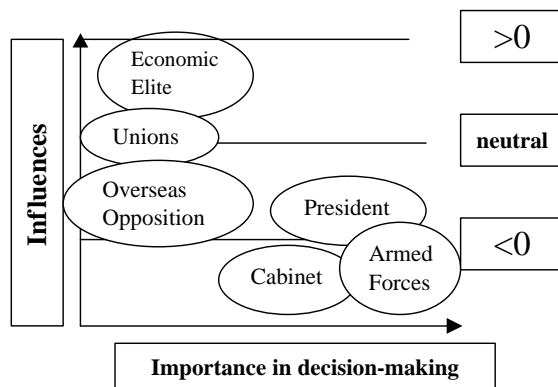 >0
Economic
Elite
Unions
neutral
Overseas
Opposition
President
Influences
<0
Armed
Forces
Cabinet
Importance in decision-making